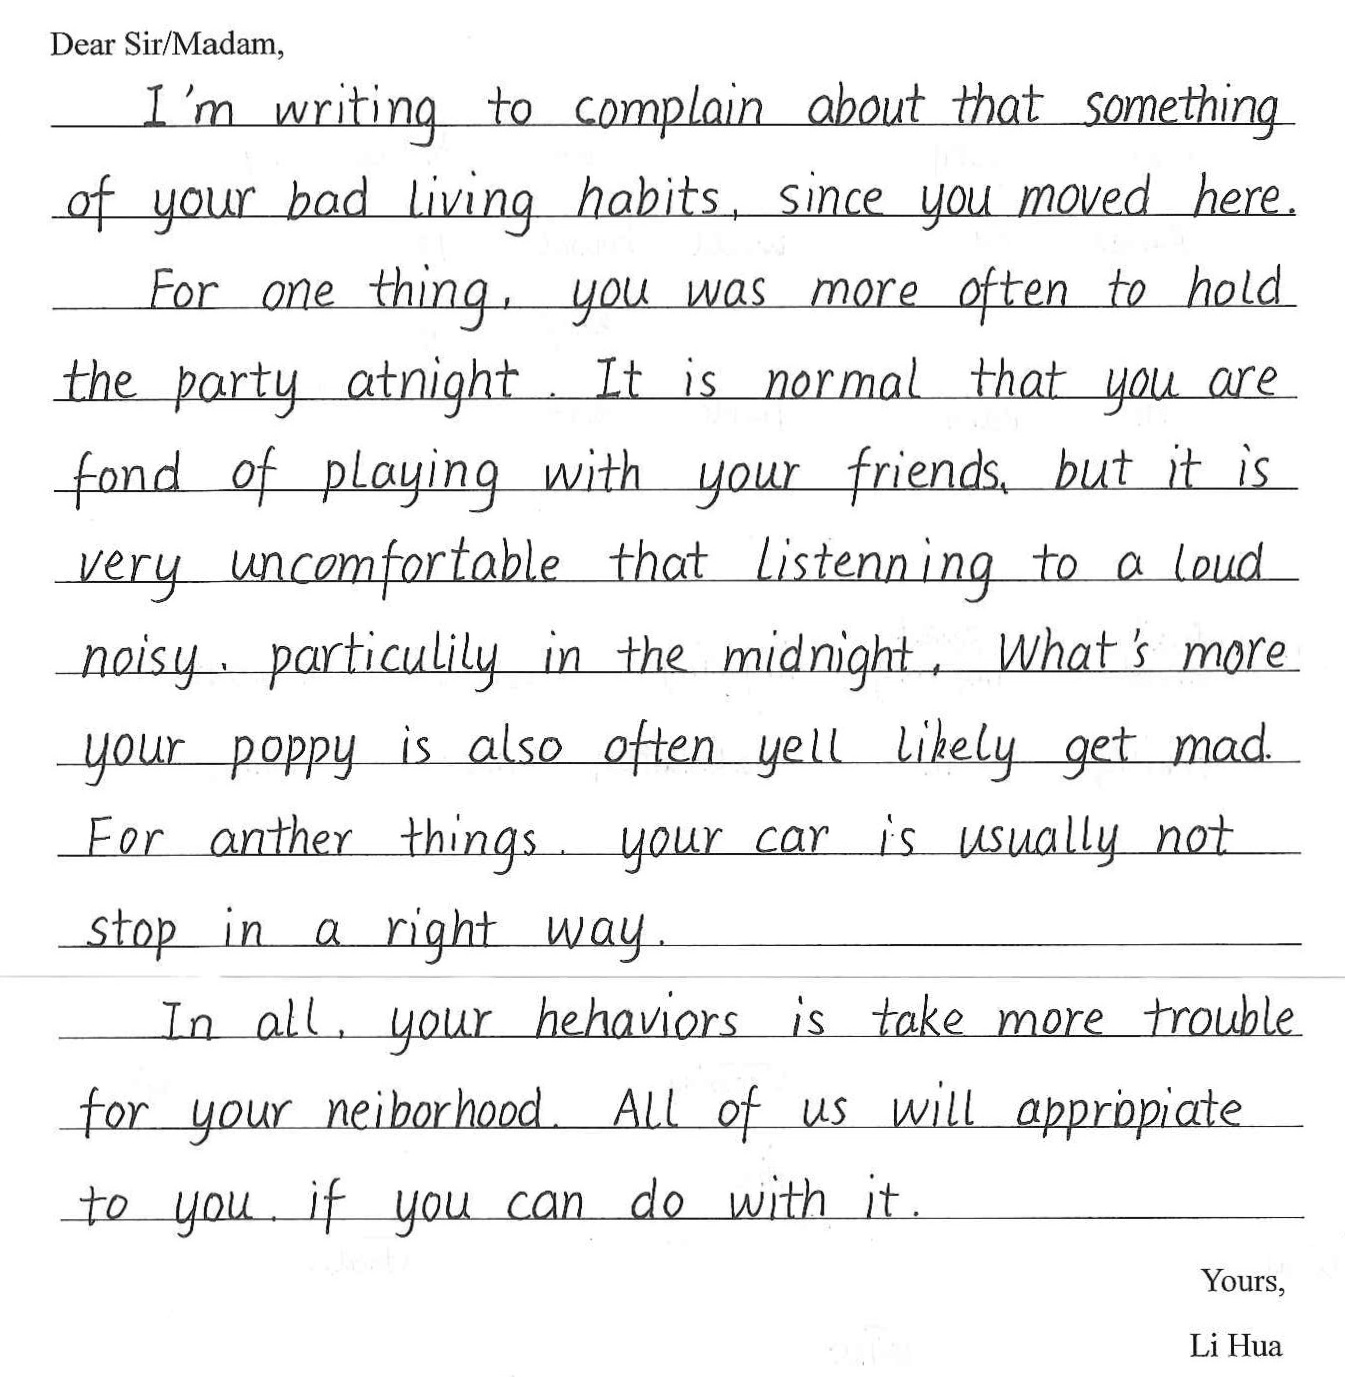 Dear Sir/Madam,
I'm writing to complain about that something
of your bad living habits, since you moved here.
For one thing, you was more often to hold
the party atnight. It is normal that you are
fond of playing with your friends, but it is
very uncomfortable that listenning to a loud
noisy, particulily in the midnight, What's more
your poppy is also often yell likely get mad.
For anther things. your car is usually not
stop in a right way.
In all, your hehaviors is take more trouble
for your neiborhood. All of us will appropiate
to you. if you can do with it.
Yours,
Li Hua